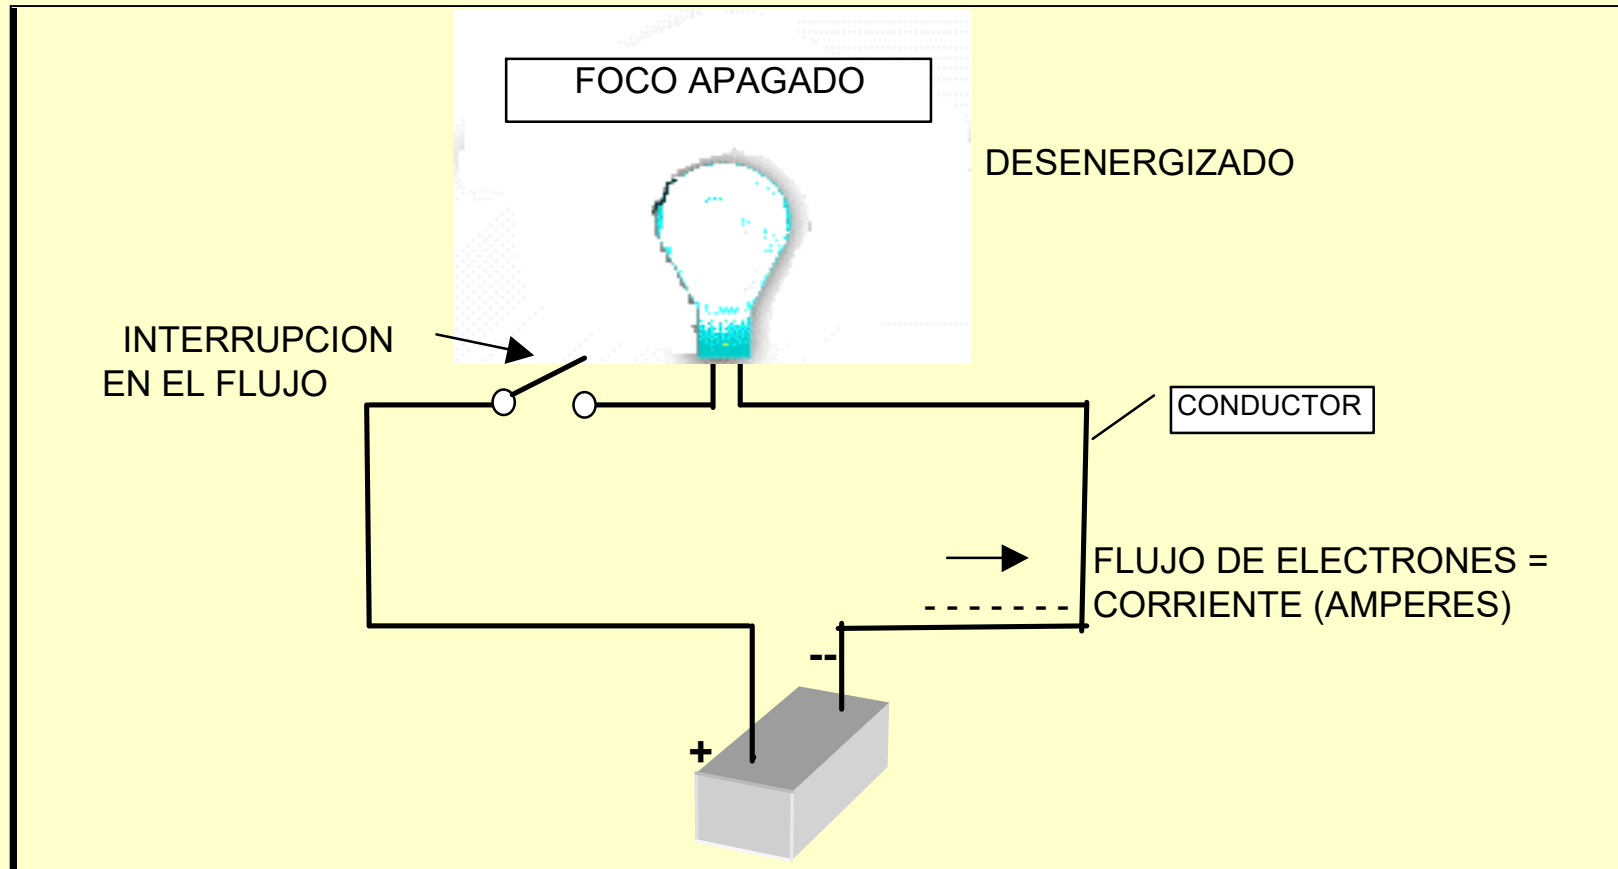 FOCO APAGADO
DESENERGIZADO
INTERRUPCION
EN EL FLUJO
CONDUCTOR
FLUJO DE ELECTRONES =
CORRIENTE (AMPERES)
- - - - - - -
--
+